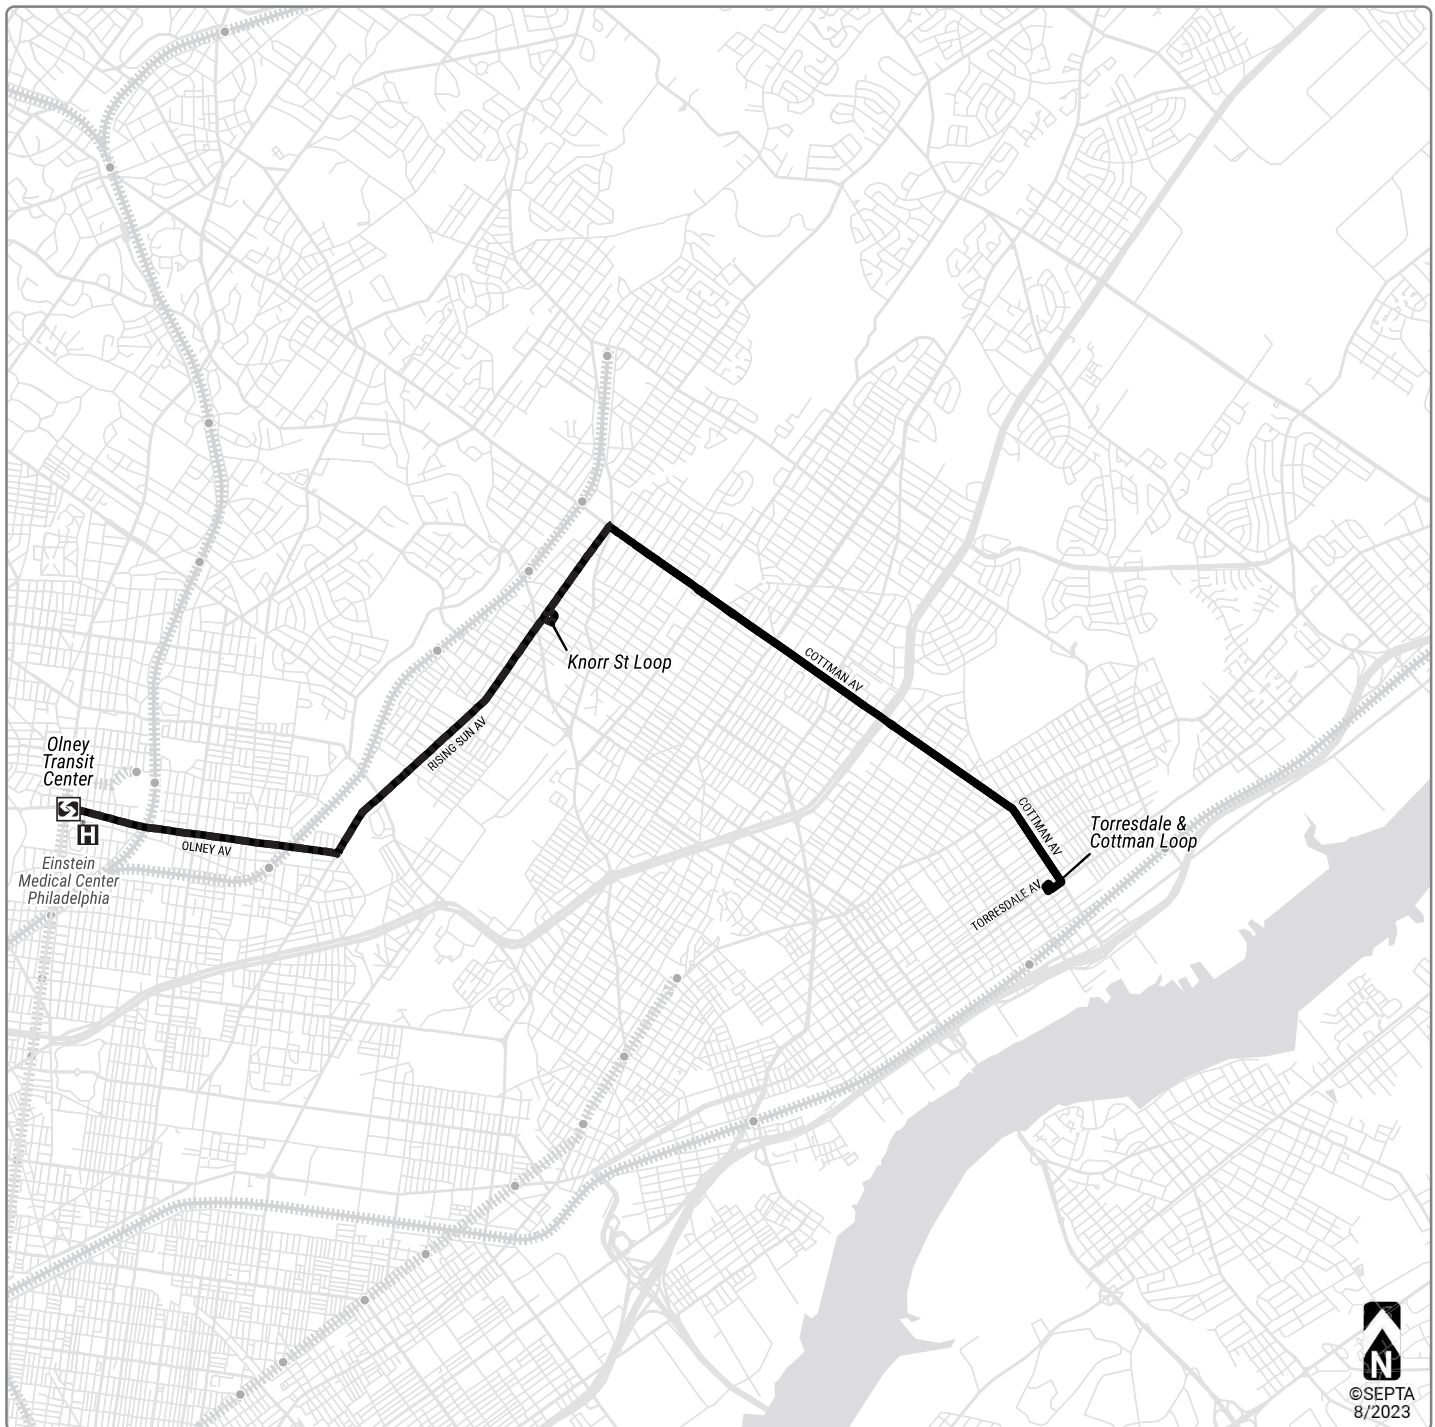 COTTMAN AV
Knorr St Loop
RISING SUN AV
Olney
Transit
Center
H
OLNEY AV
Einstein
Medical Center
Philadelphia
COTTMAN AV
Torresdale &
Cottman Loop
TORRESDALE AV
N
©SEPTA
8/2023